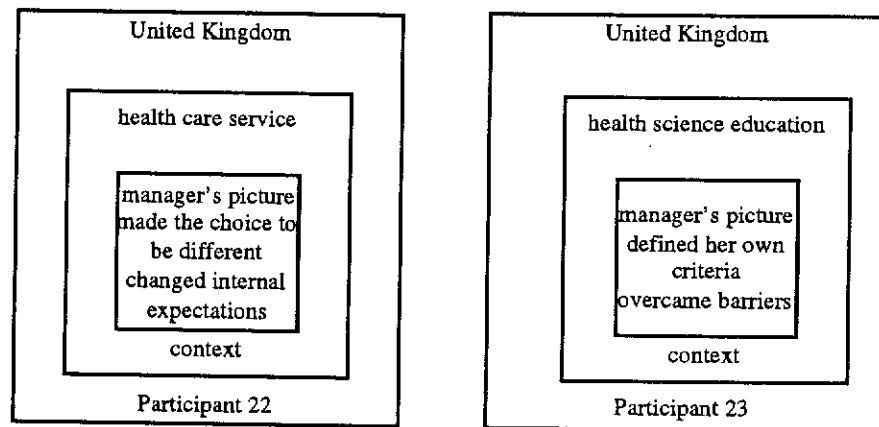 United Kingdom
health care service
manager's picture
made the choice to
be different
changed internal
expectations
context
Participant 22
United Kingdom
health science education
manager's picture
defined her own
criteria
overcame barriers
context
Participant 23